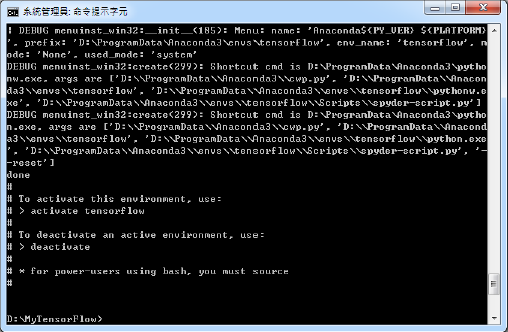 系統管理員: 命令提示字元
! DEBUG menuinst_win32:__init__(185): Menu: name: 'Anaconda${PY_VER} ${PLATFORM}
', prefix: 'D:\ProgramData\Anaconda3\envs\tensorflow', env_name: 'tensorflow', m
ode: 'None', used_mode: 'system'
DEBUG menuinst_win32:create(299): Shortcut cmd is D:\ProgramData\Anaconda3\pytho
nw.exe, args are ['D:\\ProgramData\\Anaconda3\\cwp.py', 'D:\\ProgramData\\Anacon
da3\\envs\\tensorflow', 'D:\\ProgramData\\Anaconda3\\envs\\tensorflow\\pythonw.e
xe', 'D:\\ProgramData\\Anaconda3\\envs\\tensorflow\\Scripts\\spyder-script.py']
DEBUG menuinst_win32:create(299): Shortcut cmd is D:\ProgramData\Anaconda3\pytho
n.exe, args are ['D:\\ProgramData\\Anaconda3\\cwp.py', 'D:\\ProgramData\\Anacond
a3\\envs\\tensorflow', 'D:\\ProgramData\\Anaconda3\\envs\\tensorflow\\python.exe
', 'D:\\ProgramData\\Anaconda3\\envs\\tensorflow\\Scripts\\spyder-script.py', '-
-reset']
done
#
# To activate this environment, use:
# > activate tensorflow
#
# To deactivate an active environment, use:
# > deactivate
#
# * for power-users using bash, you must source
#
D:\MyTensorFlow>